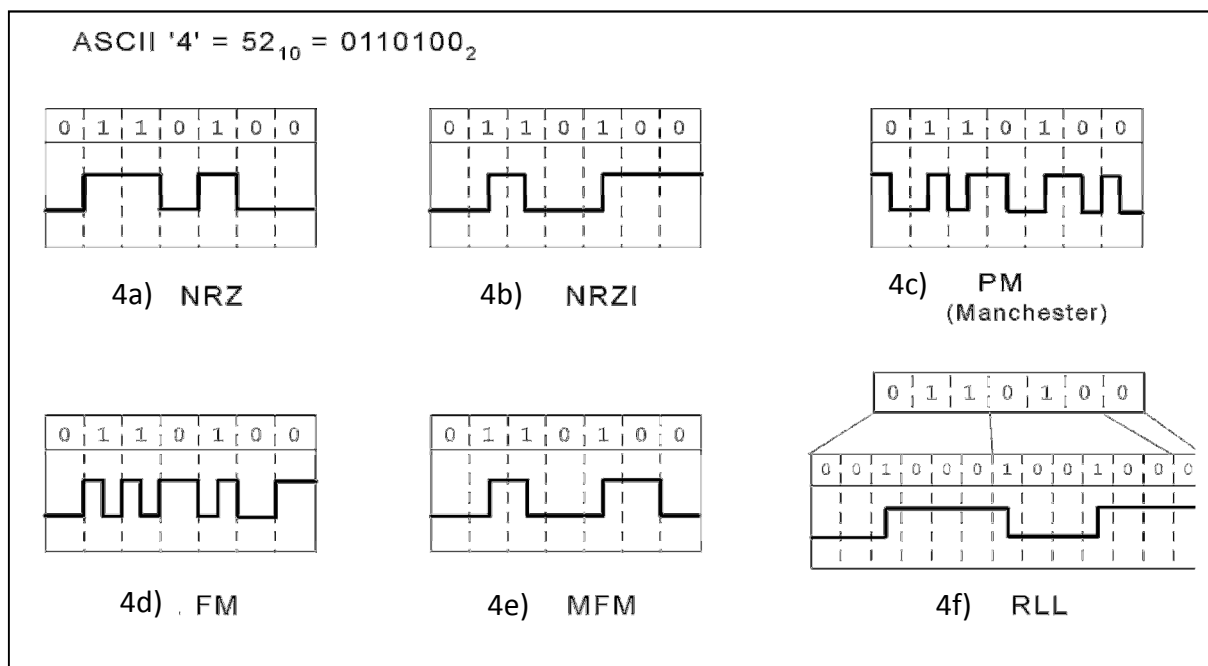 ASCII '4' = 52₁₀ = 0110100₂
0 1 1 0 1 0 0
0 1 1 0 1 0 0
0 1 1 0 1 0 0
4a) NRZ
4b) NRZI
4c) PM
(Manchester)
0 1 1 0 1 0 0
0 1 1 0 1 0 0
0 1 1 0 1 0 0
0 0 1 0 0 0 1 0 0 1 0 0 0
4d) . FM
4e) MFM
4f) RLL